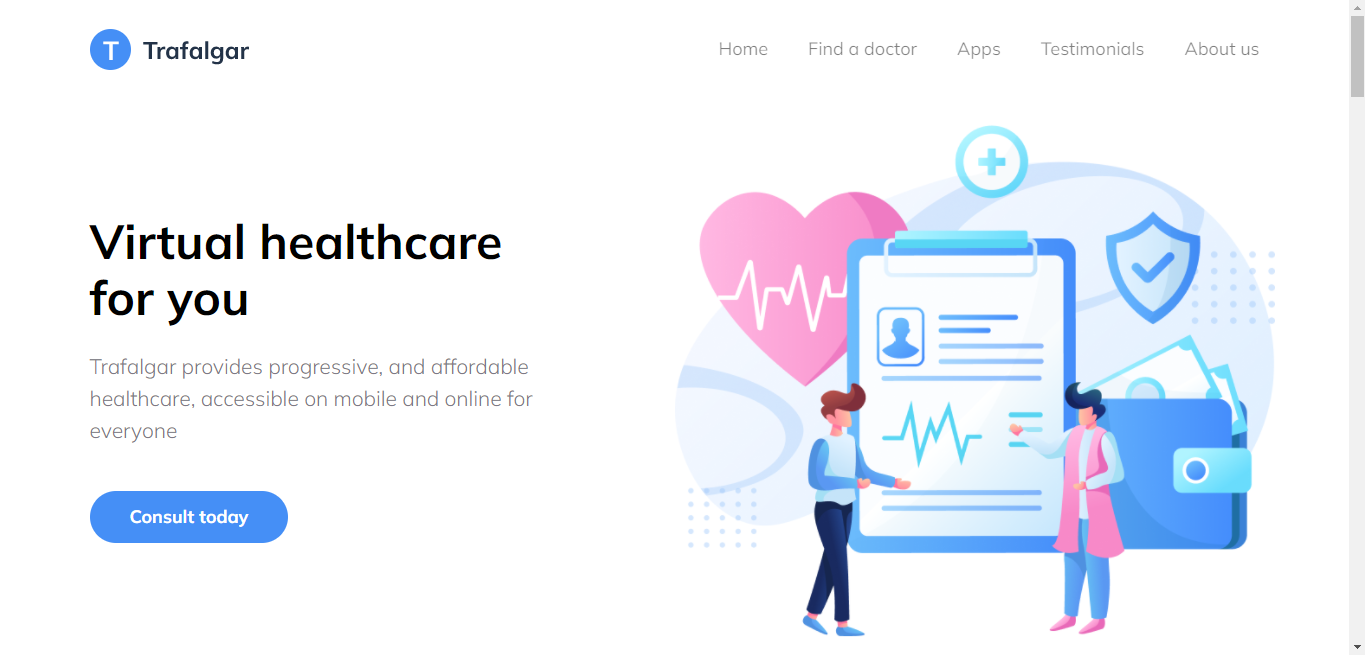 T Trafalgar
Home Find a doctor Apps Testimonials About us
Virtual healthcare
for you
Trafalgar provides progressive, and affordable
healthcare, accessible on mobile and online for
everyone
Consult today